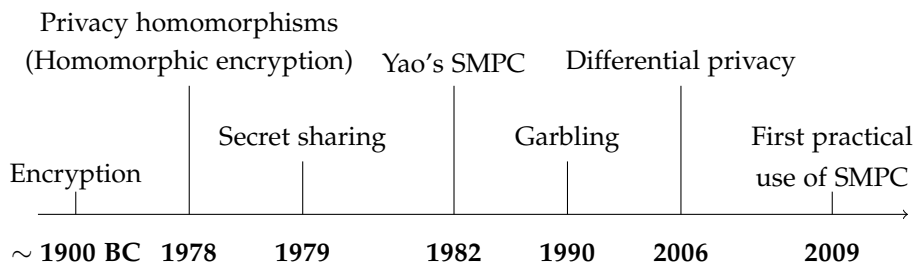 Privacy homomorphisms
(Homomorphic encryption) Yao's SMPC Differential privacy
Secret sharing Garbling First practical
Encryption use of SMPC
∼ 1900 BC 1978 1979 1982 1990 2006 2009